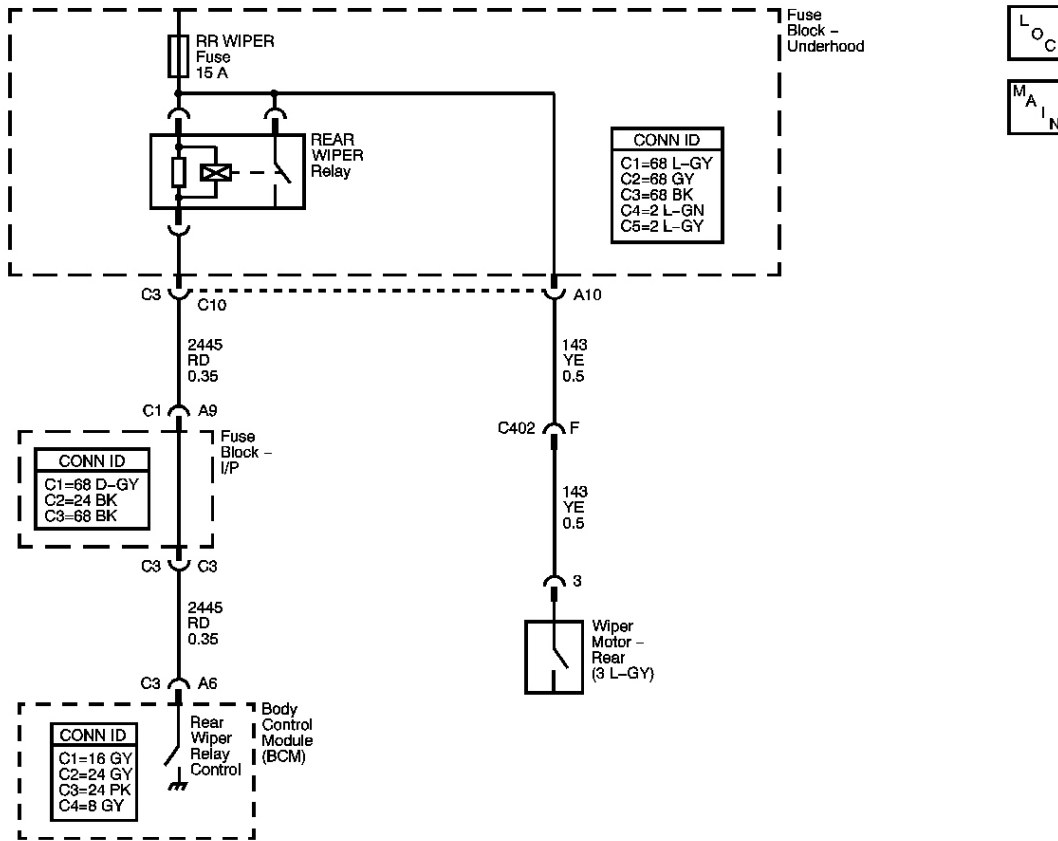 RR WIPER
Fuse
15 A
Fuse
Block –
Underhood
LOC
MAIN
REAR
WIPER
Relay
CONN ID
C1=68 L–GY
C2=68 GY
C3=68 BK
C4=2 L–GN
C5=2 L–GY
C3 C10
A10
2445
RD
0.35
143
YE
0.5
C1 A9
C402 F
Fuse
Block –
I/P
CONN ID
C1=68 D–GY
C2=24 BK
C3=68 BK
143
YE
0.5
C3 C3
3
2445
RD
0.35
Wiper
Motor –
Rear
(3 L–GY)
C3 A6
Body
Control
Module
(BCM)
Rear
Wiper
Relay
Control
CONN ID
C1=16 GY
C2=24 GY
C3=24 PK
C4=8 GY